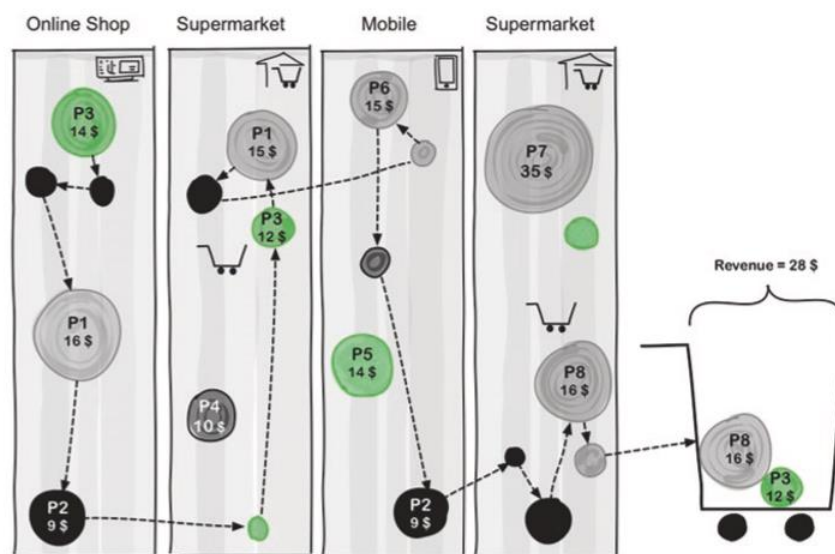 Online Shop
Supermarket
Mobile
Supermarket
P3
14 $
P1
16 $
P2
9 $
P1
15 $
P3
12 $
P4
10 $
P6
15 $
P5
14 $
P2
9 $
P7
35 $
P8
16 $
Revenue = 28 $
P8
16 $
P3
12 $